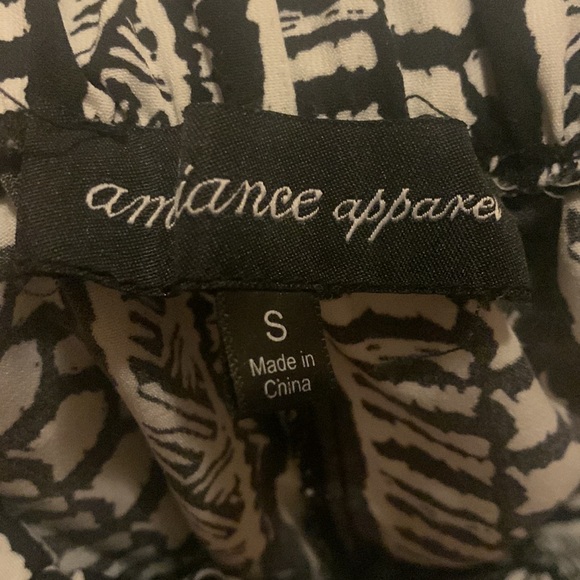 amiance apparel
S
Made in
China